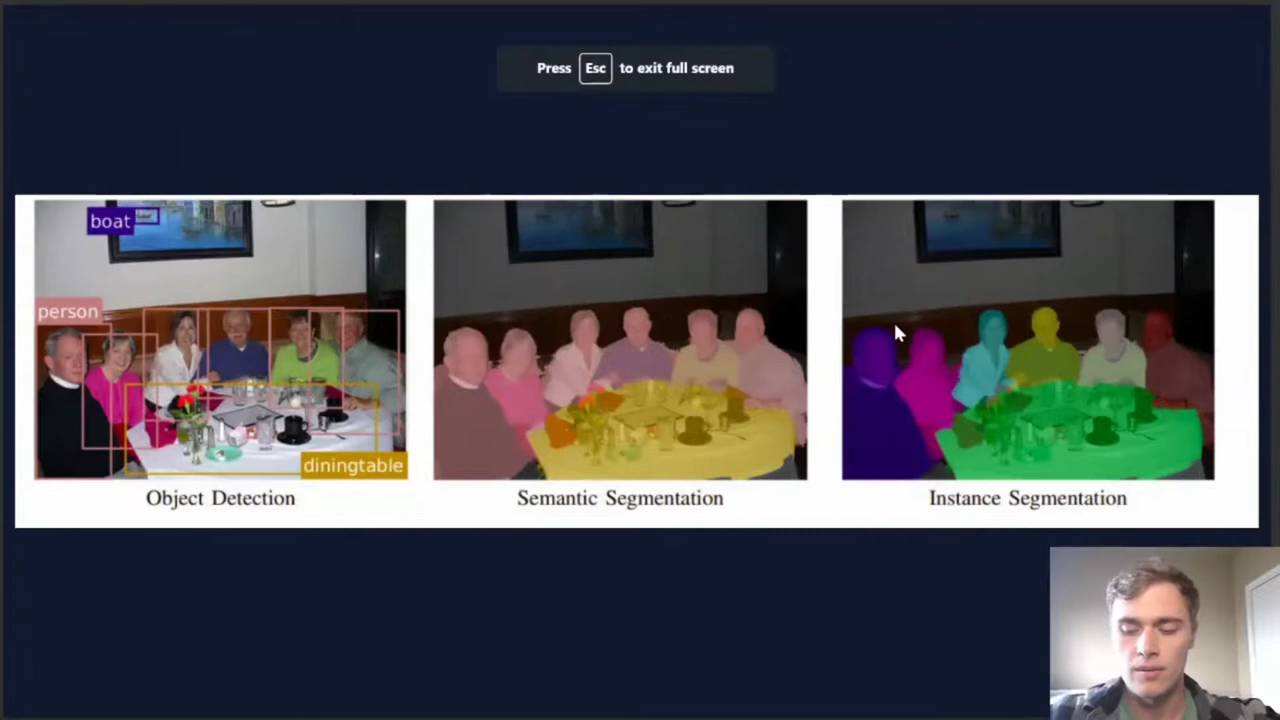 Press Esc to exit full screen
boat
person
diningtable
Object Detection
Semantic Segmentation
Instance Segmentation